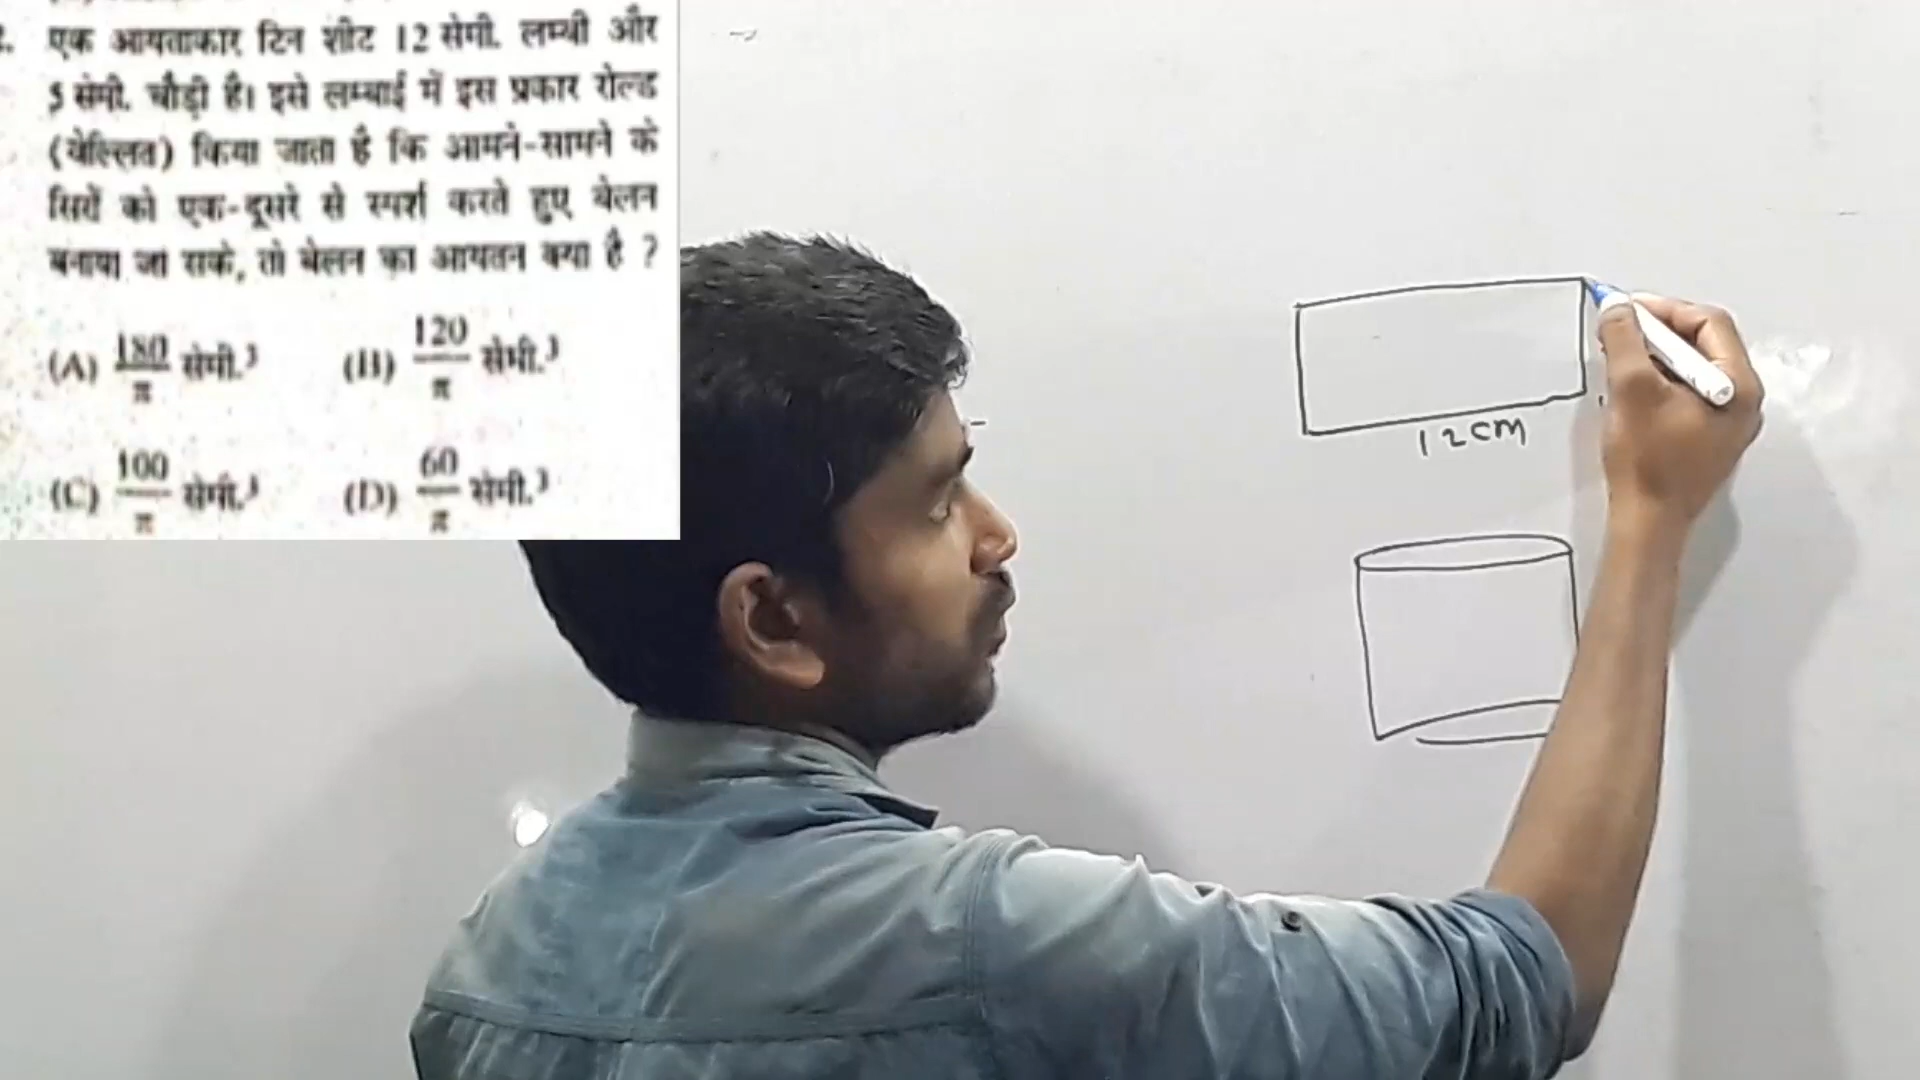 एक आयताकार टिन शीट 12 सेमी. लम्बी और
5 सेमी. चौड़ी है। इसे लम्बाई में इस प्रकार रोल्ड
(वेल्लित) किया जाता है कि आमने-सामने के
सिरों को एक-दूसरे से स्पर्श करते हुए बेलन
बनाया जा सके, तो बेलन का आयतन क्या है ?
(A) 180/π सेमी.³ (B) 120/π सेमी.³
(C) 100/π सेमी.³ (D) 60/π सेमी.³
12cm